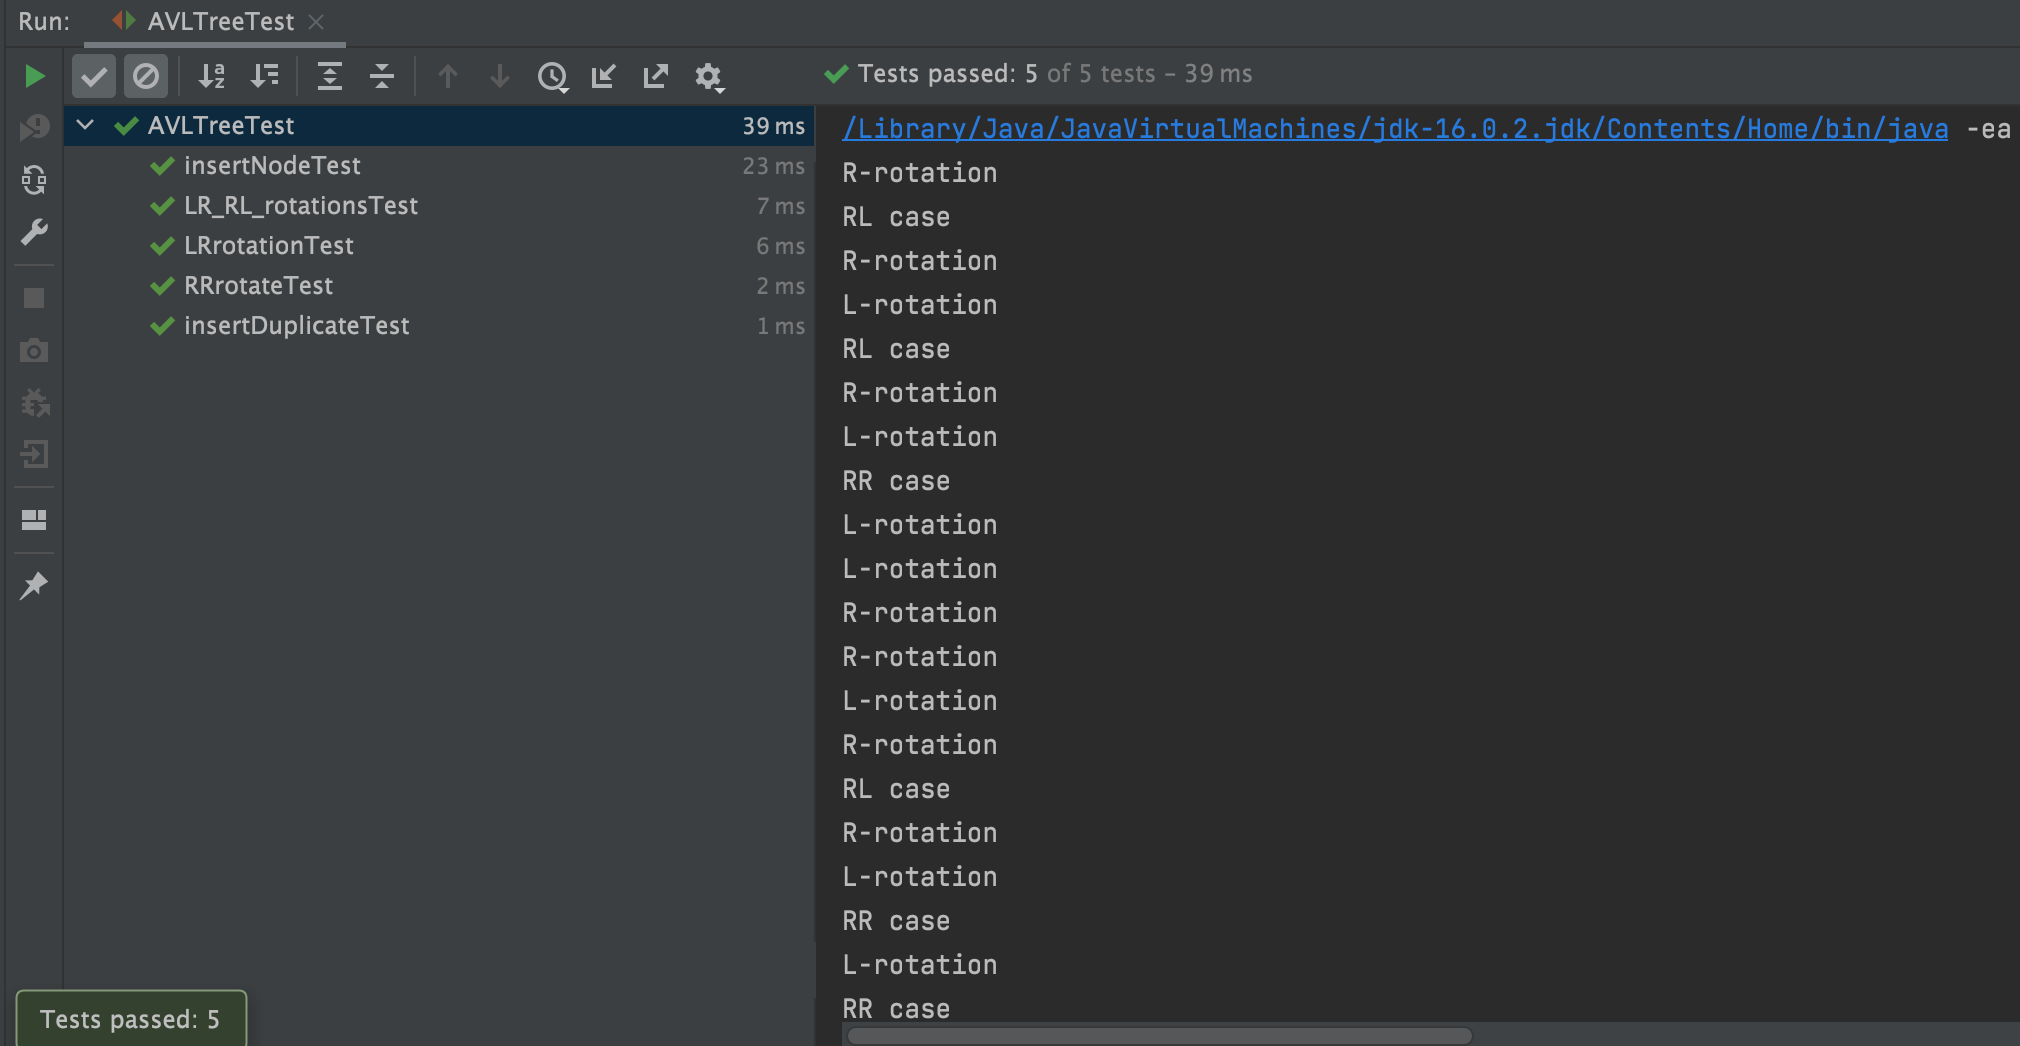 Run: AVLTreeTest
Tests passed: 5 of 5 tests – 39 ms
AVLTreeTest 39 ms
insertNodeTest 23 ms
LR_RL_rotationsTest 7 ms
LRrotationTest 6 ms
RRrotateTest 2 ms
insertDuplicateTest 1 ms
/Library/Java/JavaVirtualMachines/jdk-16.0.2.jdk/Contents/Home/bin/java -ea
R-rotation
RL case
R-rotation
L-rotation
RL case
R-rotation
L-rotation
RR case
L-rotation
L-rotation
R-rotation
R-rotation
L-rotation
R-rotation
RL case
R-rotation
L-rotation
RR case
L-rotation
RR case
Tests passed: 5